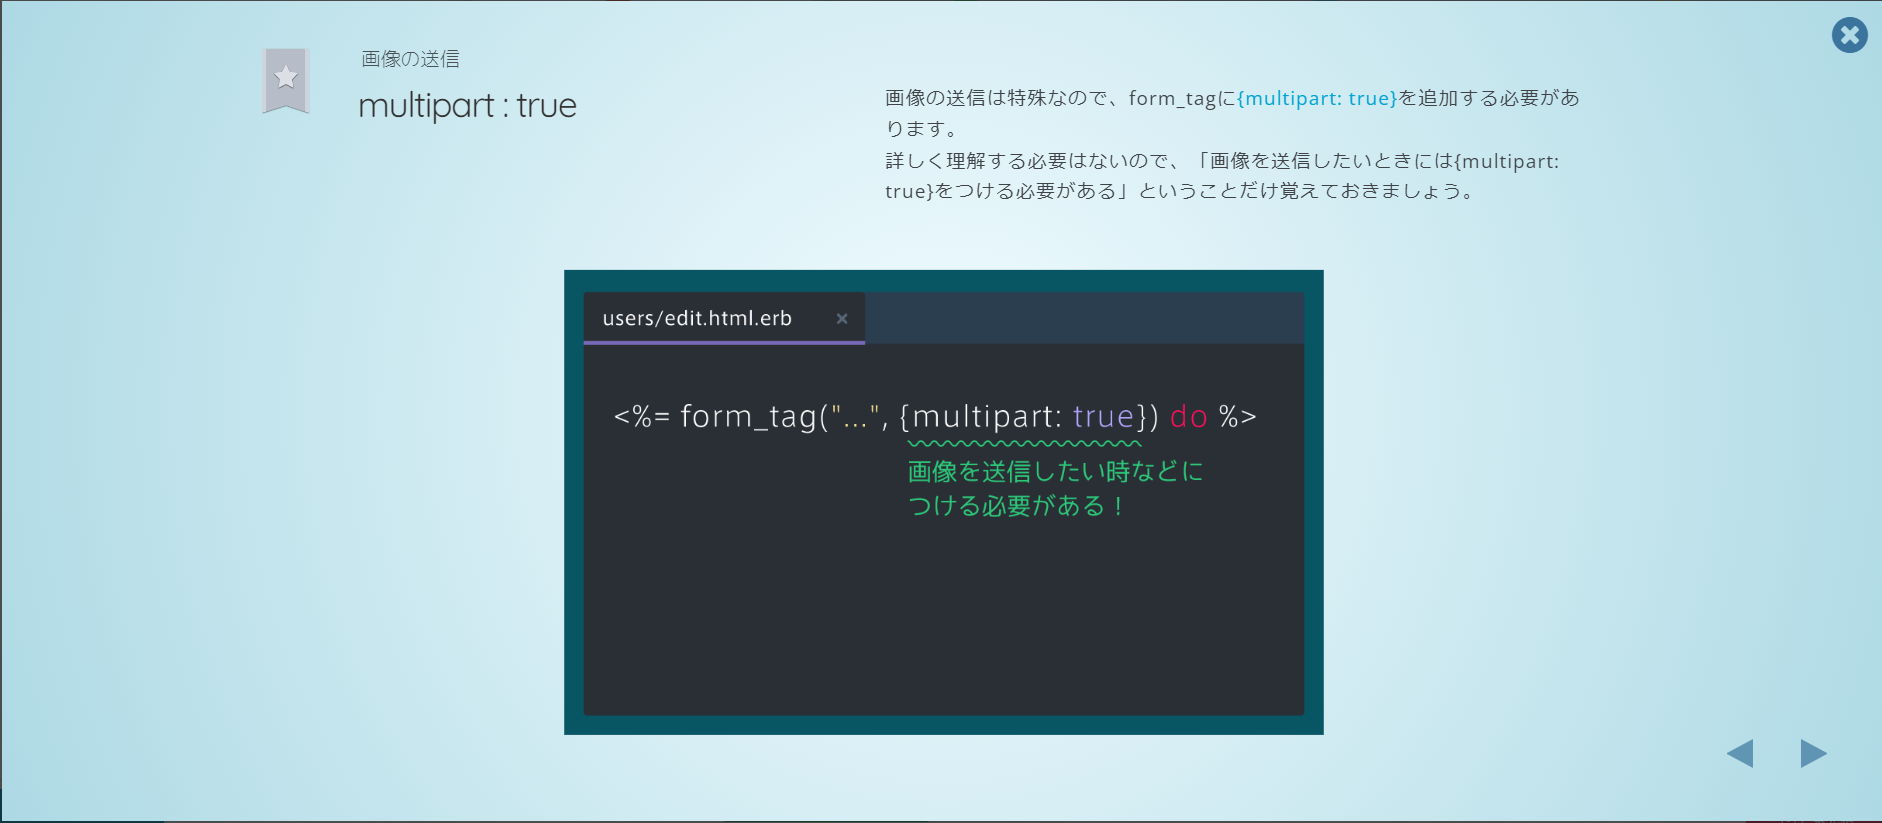 画像の送信
multipart : true
画像の送信は特殊なので、form_tagに{multipart: true}を追加する必要があ
ります。
詳しく理解する必要はないので、「画像を送信したいときには{multipart:
true}をつける必要がある」ということだけ覚えておきましょう。
users/edit.html.erb ×
<%= form_tag("...", {multipart: true}) do %>
画像を送信したい時などに
つける必要がある！